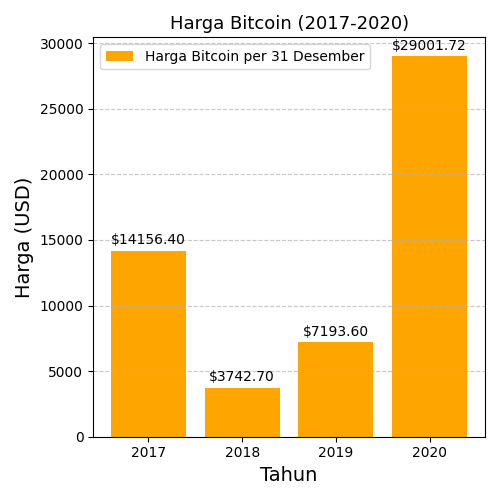 Harga Bitcoin (2017-2020)
Harga Bitcoin per 31 Desember
$29001.72
$14156.40
$7193.60
$3742.70
30000
25000
20000
15000
10000
5000
0
Harga (USD)
2017 2018 2019 2020
Tahun